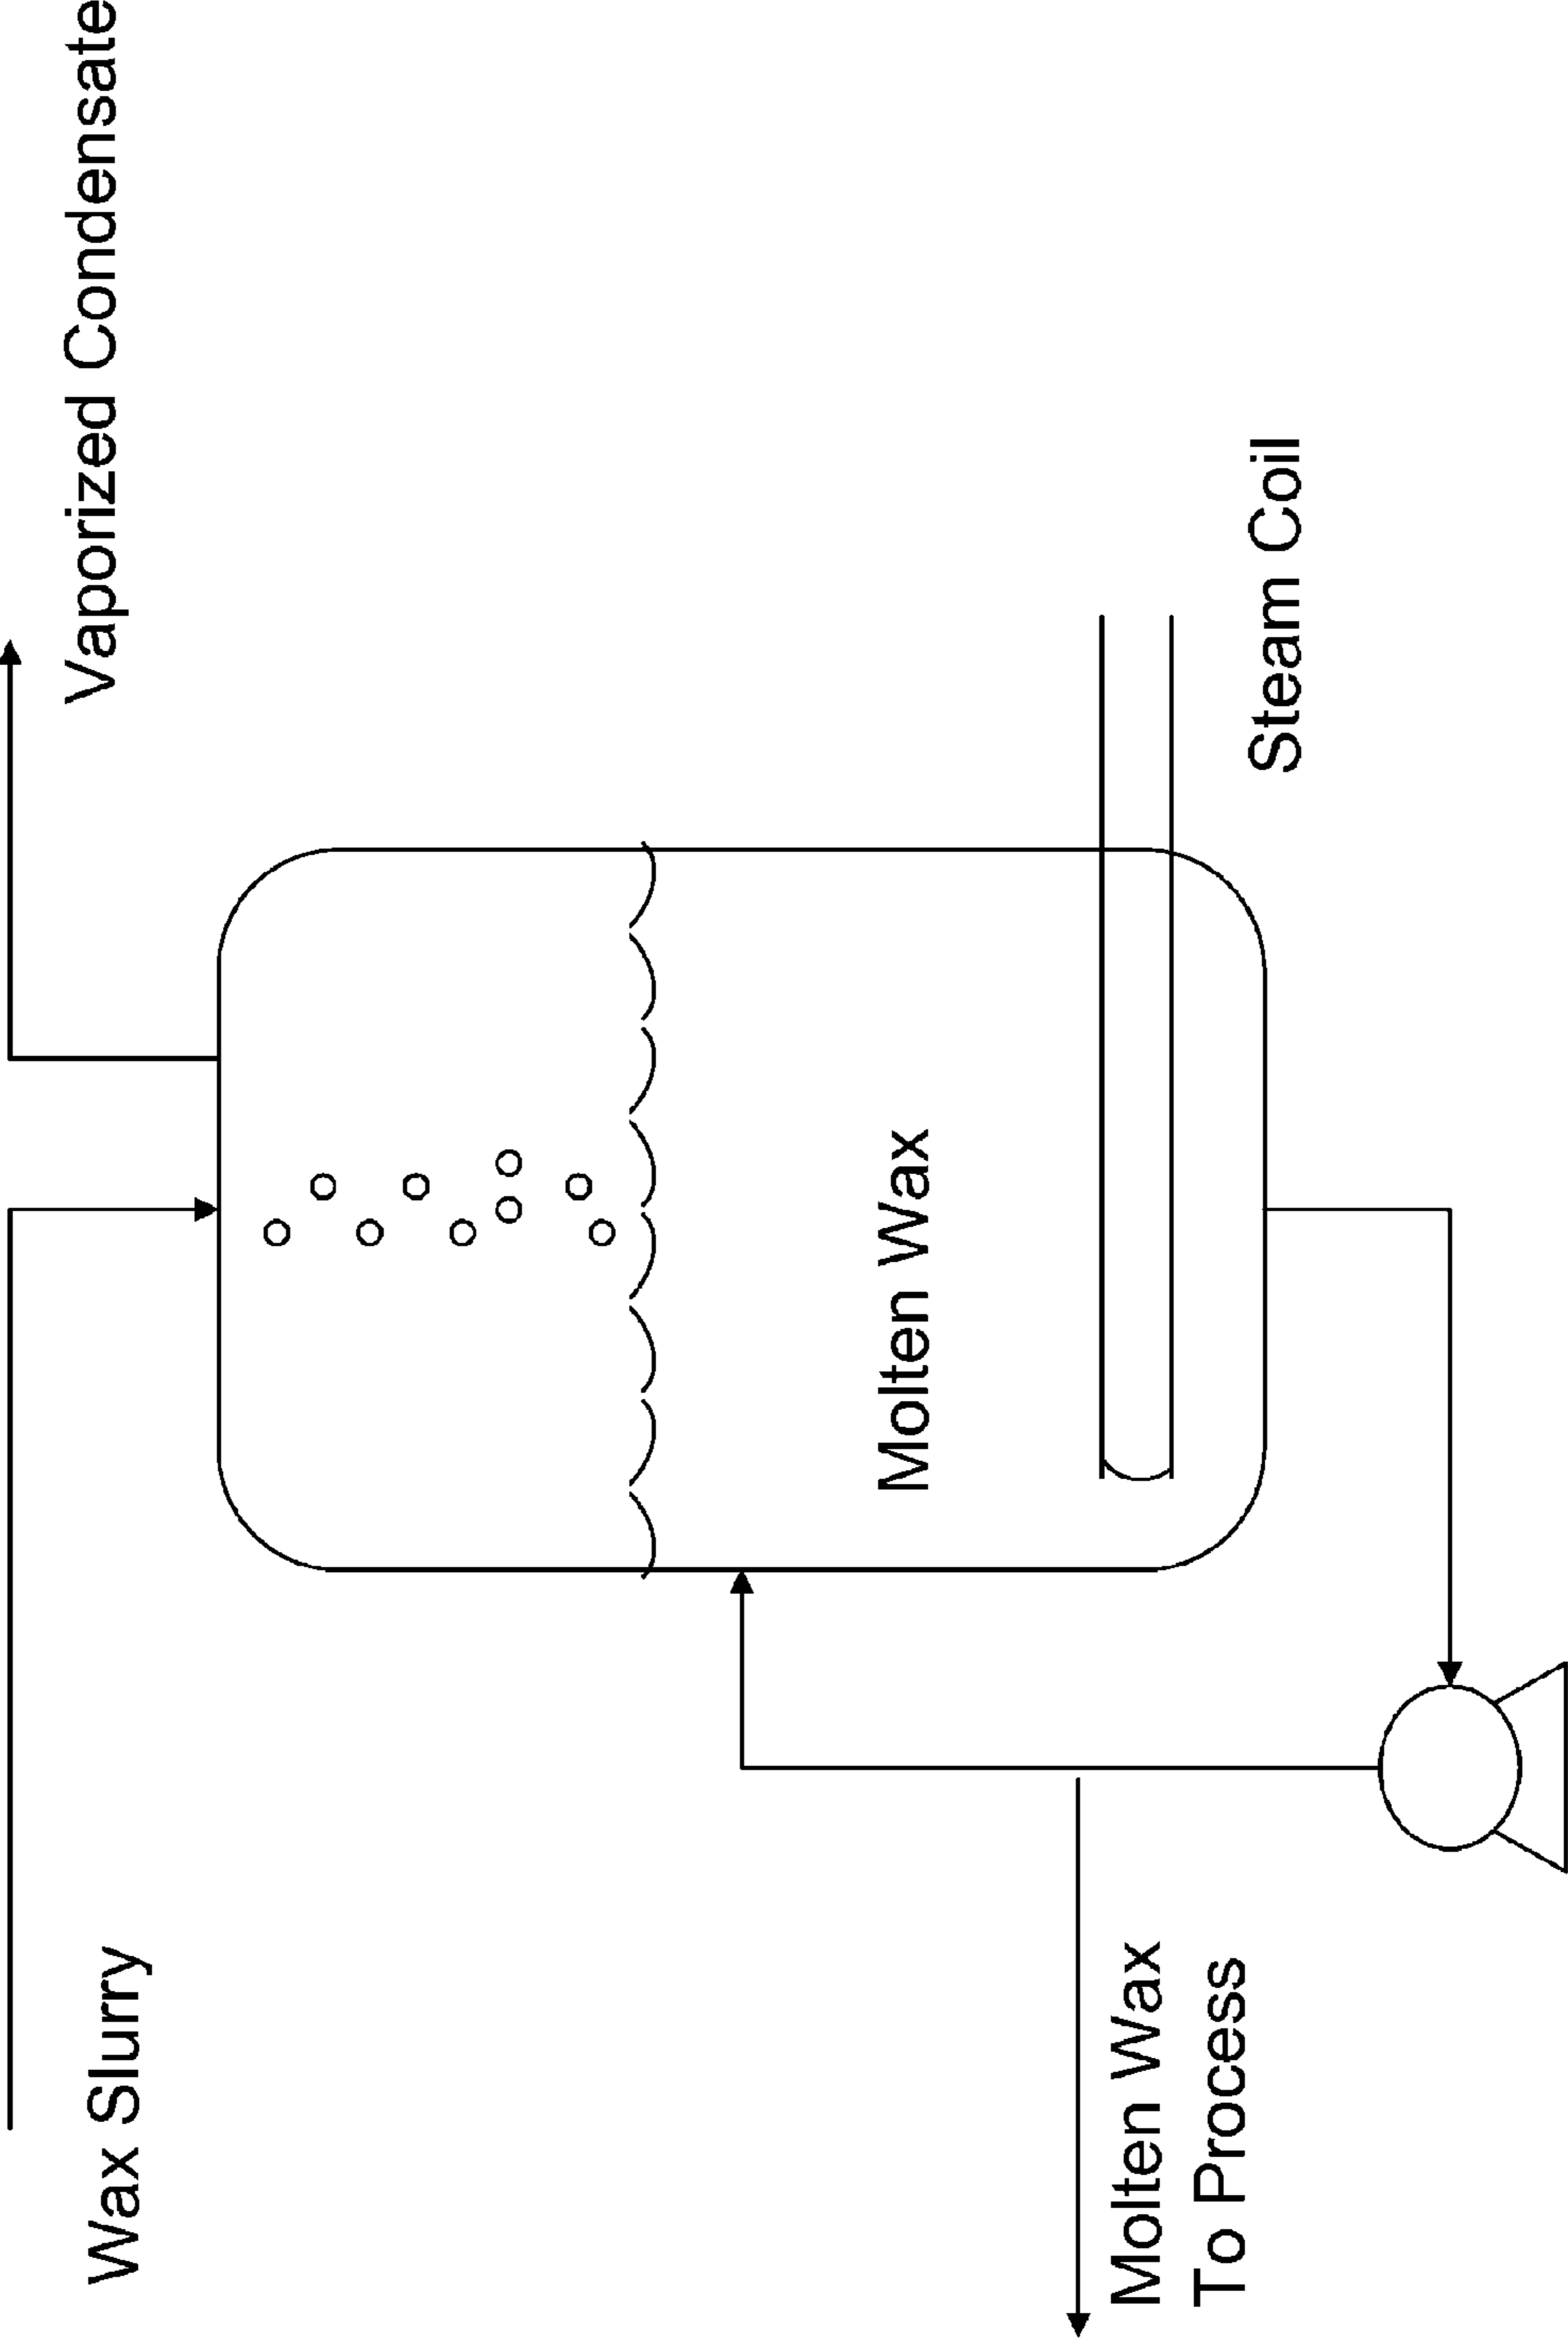 Wax Slurry
Vaporized Condensate
Molten Wax
Molten Wax
To Process
Steam Coil